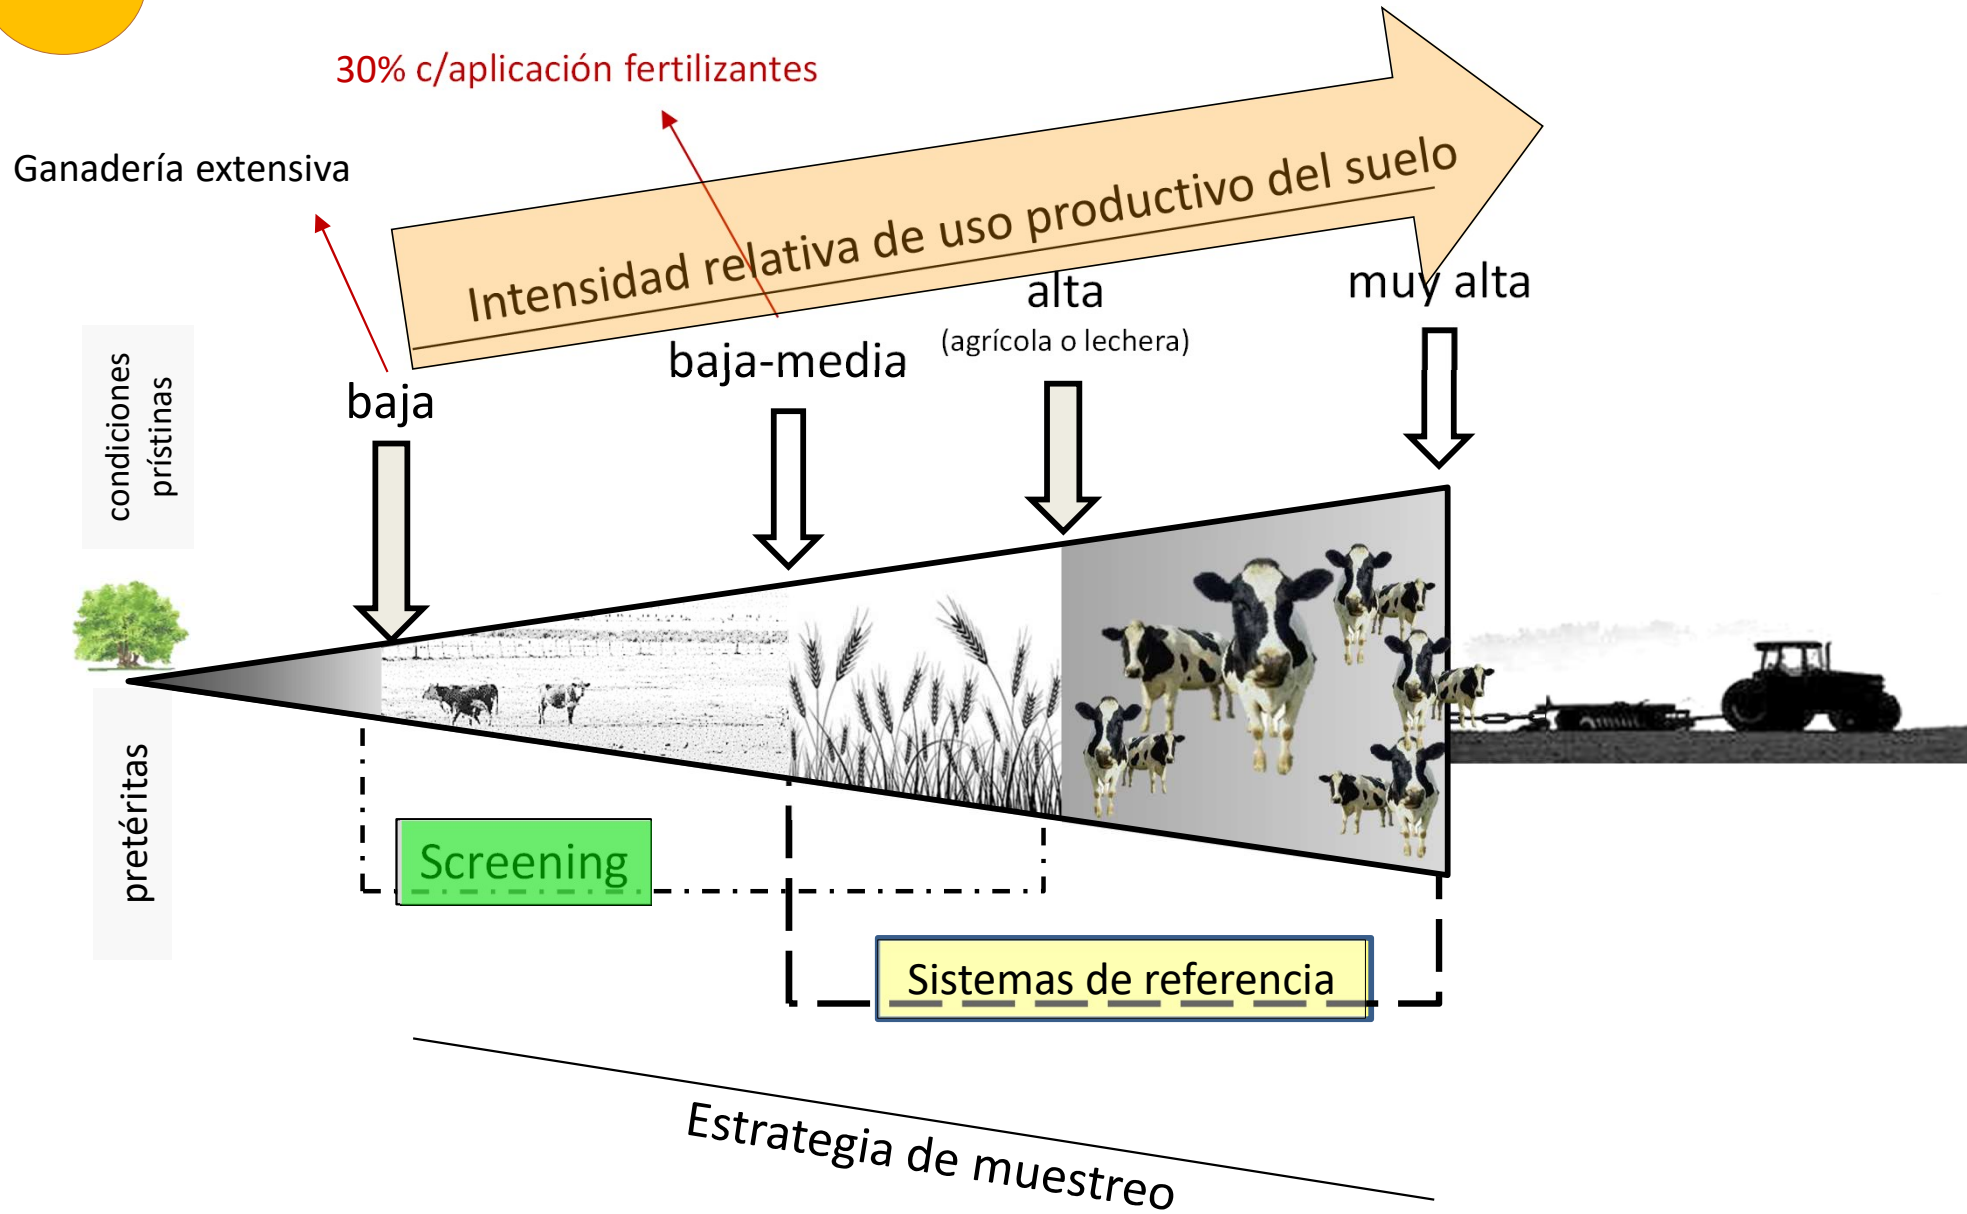 30% c/aplicación fertilizantes
Ganadería extensiva
Intensidad relativa de uso productivo del suelo
muy alta
alta
(agrícola o lechera)
baja-media
baja
condiciones
prístinas
pretéritas
Screening
Sistemas de referencia
Estrategia de muestreo